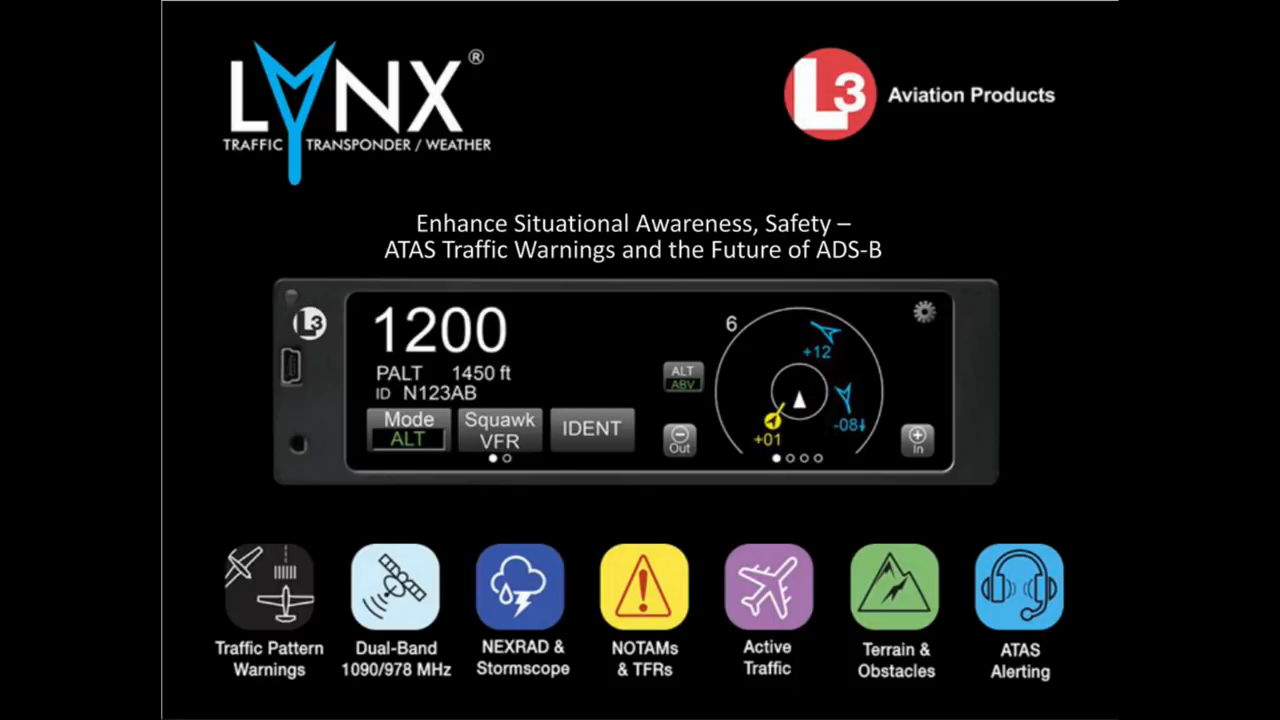 LYNX®
TRAFFIC TRANSPONDER / WEATHER
L3 Aviation Products
Enhance Situational Awareness, Safety –
ATAS Traffic Warnings and the Future of ADS-B
L3
1200
PALT 1450 ft
ID N123AB
Mode
ALT
Squawk
VFR
IDENT
ALT
ABV
Out
6
+12
-08
+01
In
Traffic Pattern
Warnings
Dual-Band
1090/978 MHz
NEXRAD &
Stormscope
NOTAMs
& TFRs
Active
Traffic
Terrain &
Obstacles
ATAS
Alerting